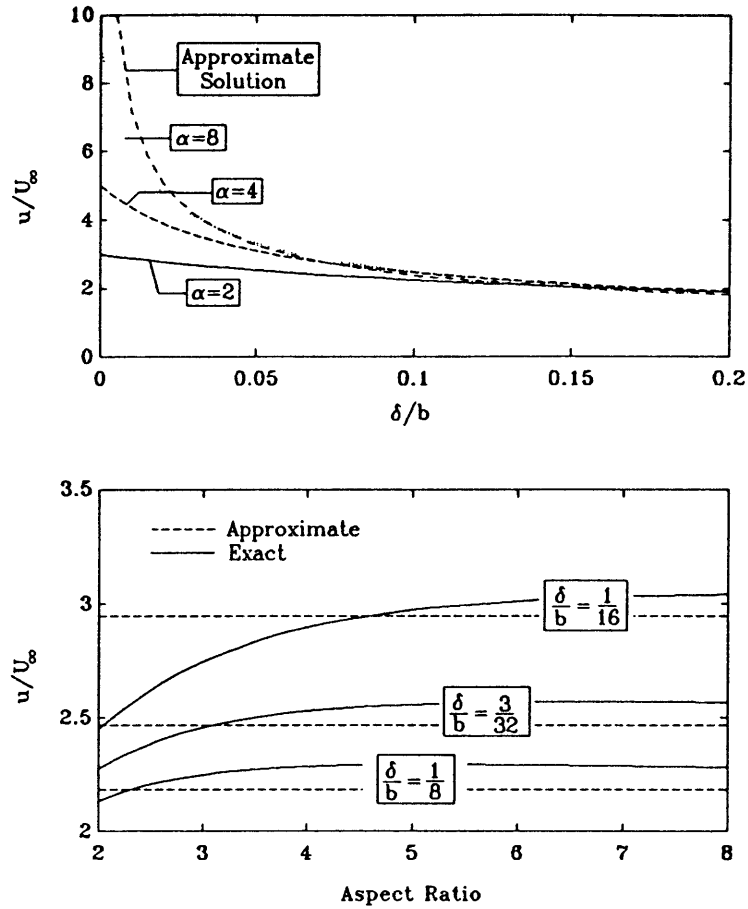 10
8
6
4
2
0
u/U∞
Approximate
Solution
α=8
α=4
α=2
0
0.05
0.1
0.15
0.2
δ/b
3.5
3
2.5
2
u/U∞
Approximate
Exact
δ/b = 1/16
δ/b = 3/32
δ/b = 1/8
2
3
4
5
6
7
8
Aspect Ratio